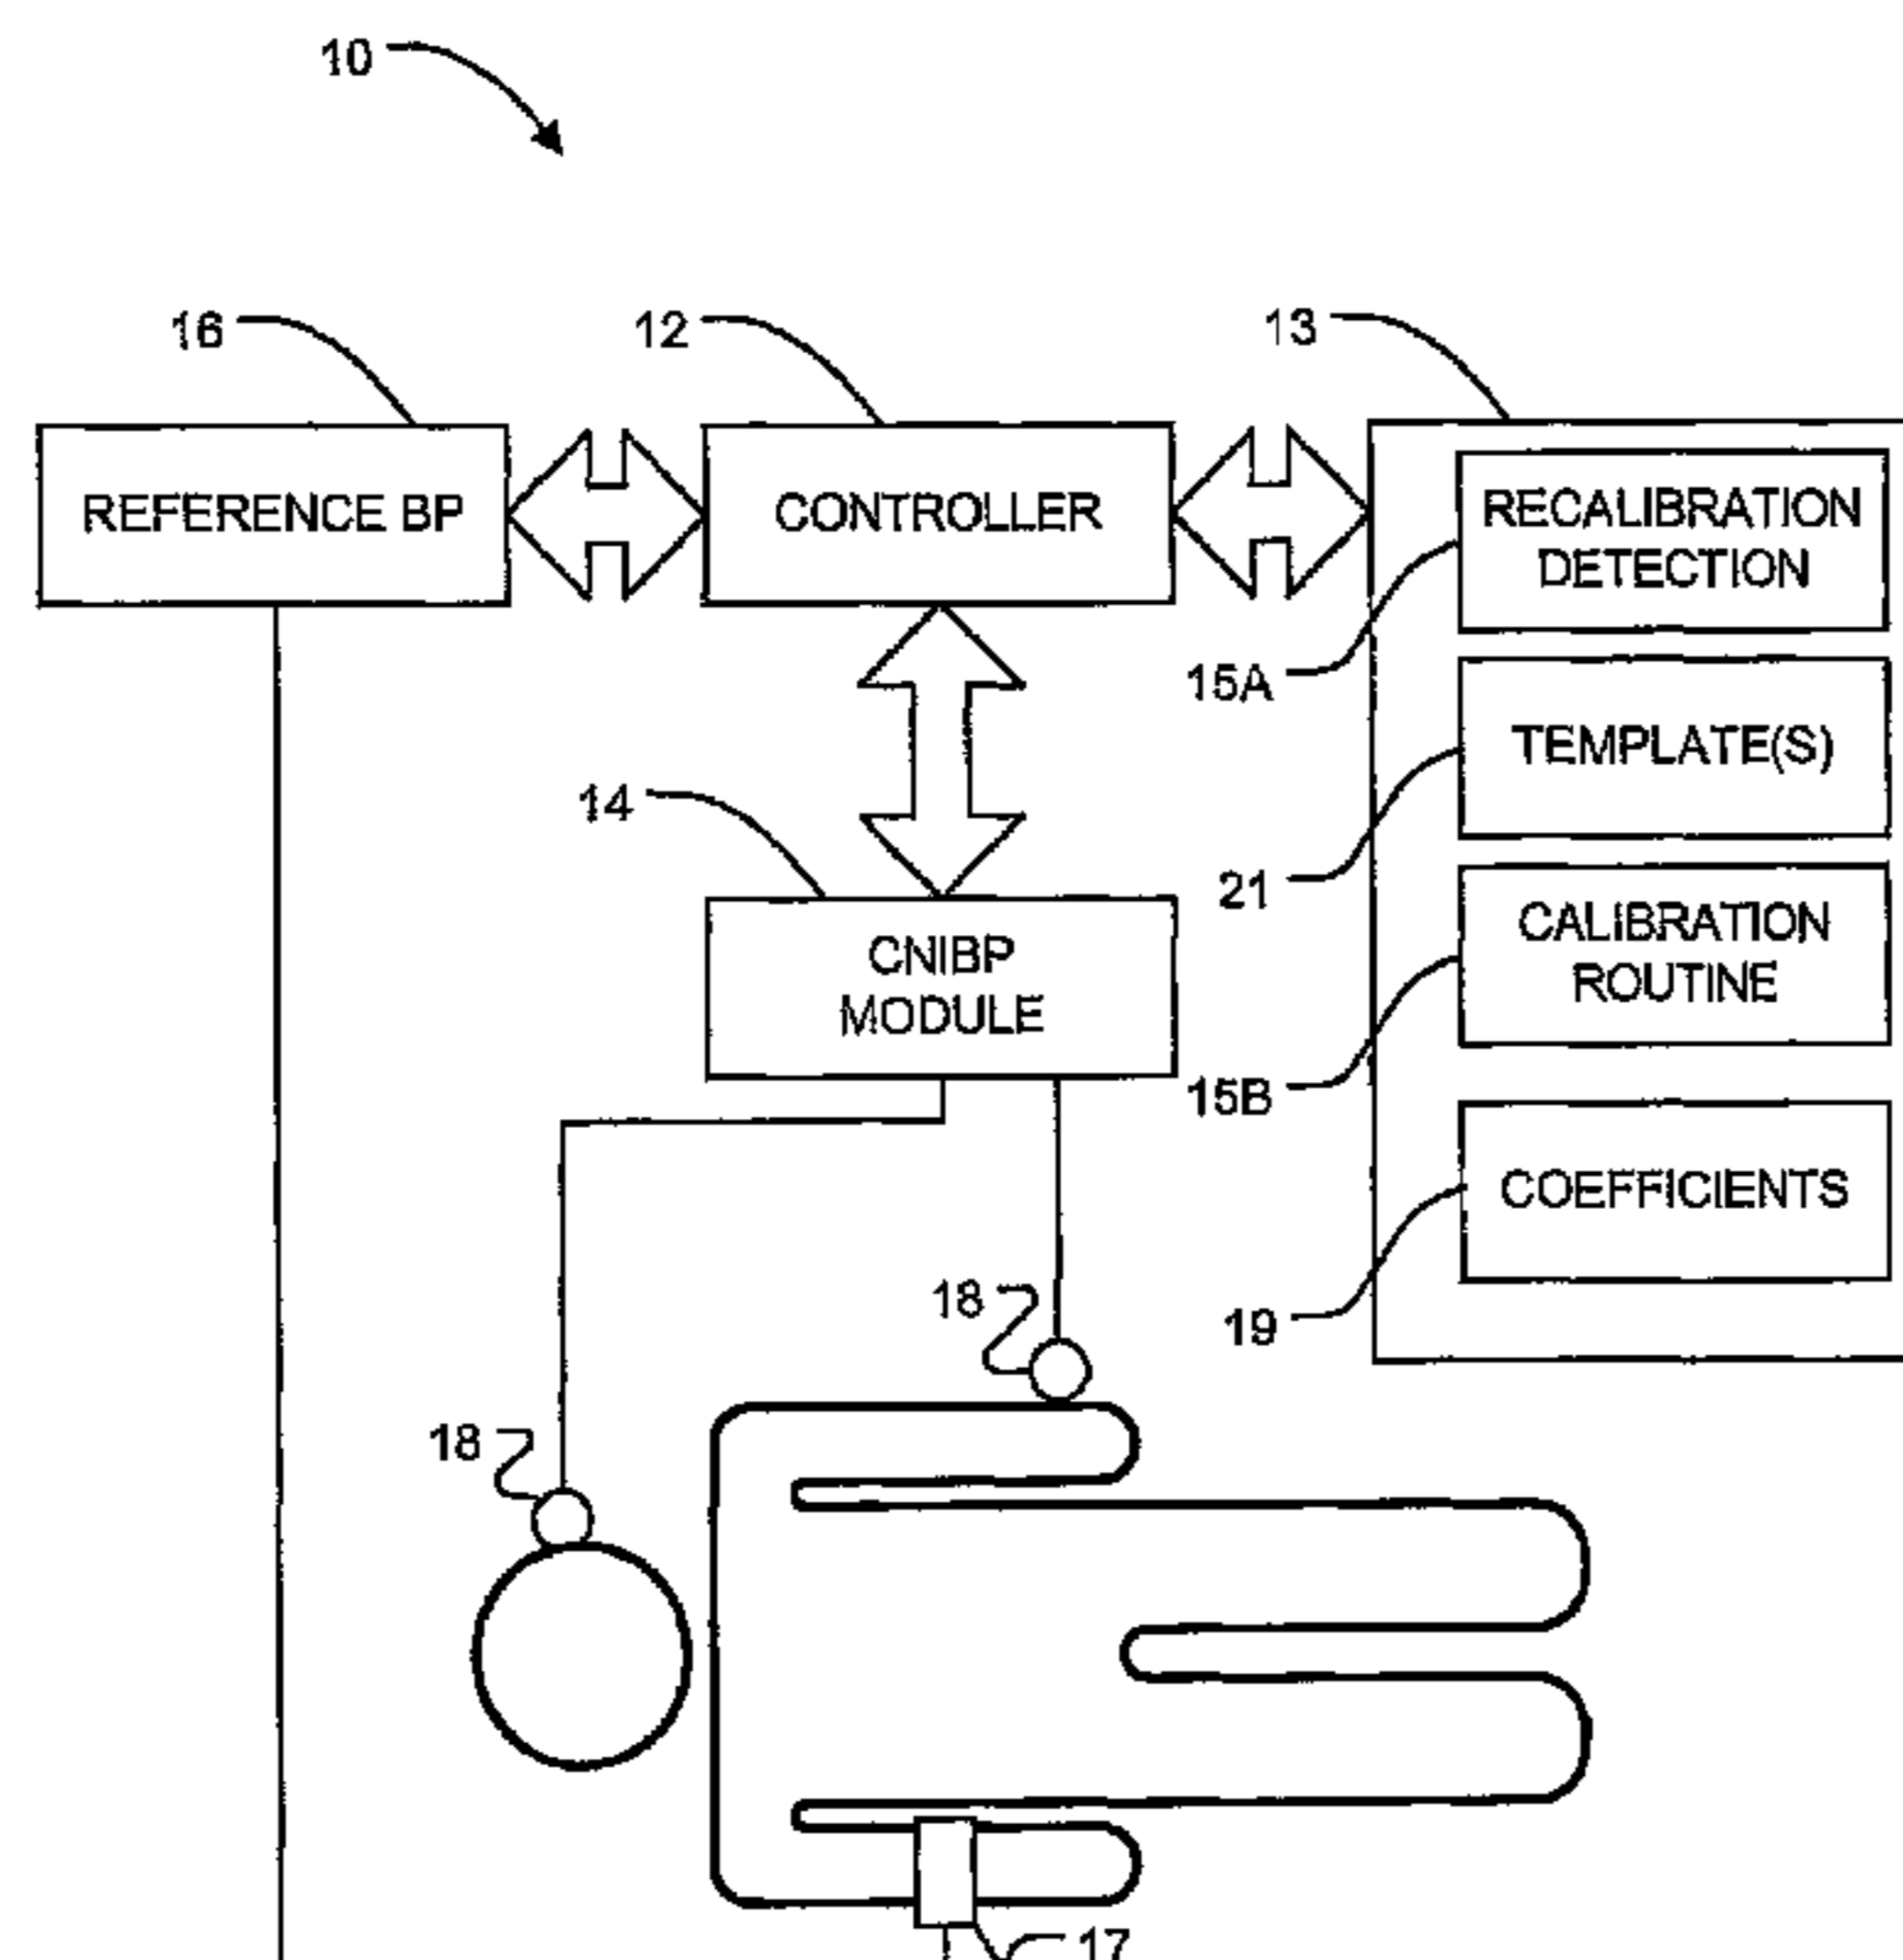 10
16
12
13
REFERENCE BP
CONTROLLER
RECALIBRATION
DETECTION
15A
TEMPLATE(S)
14
21
CNIBP
MODULE
CALIBRATION
ROUTINE
15B
COEFFICIENTS
18
19
18
17